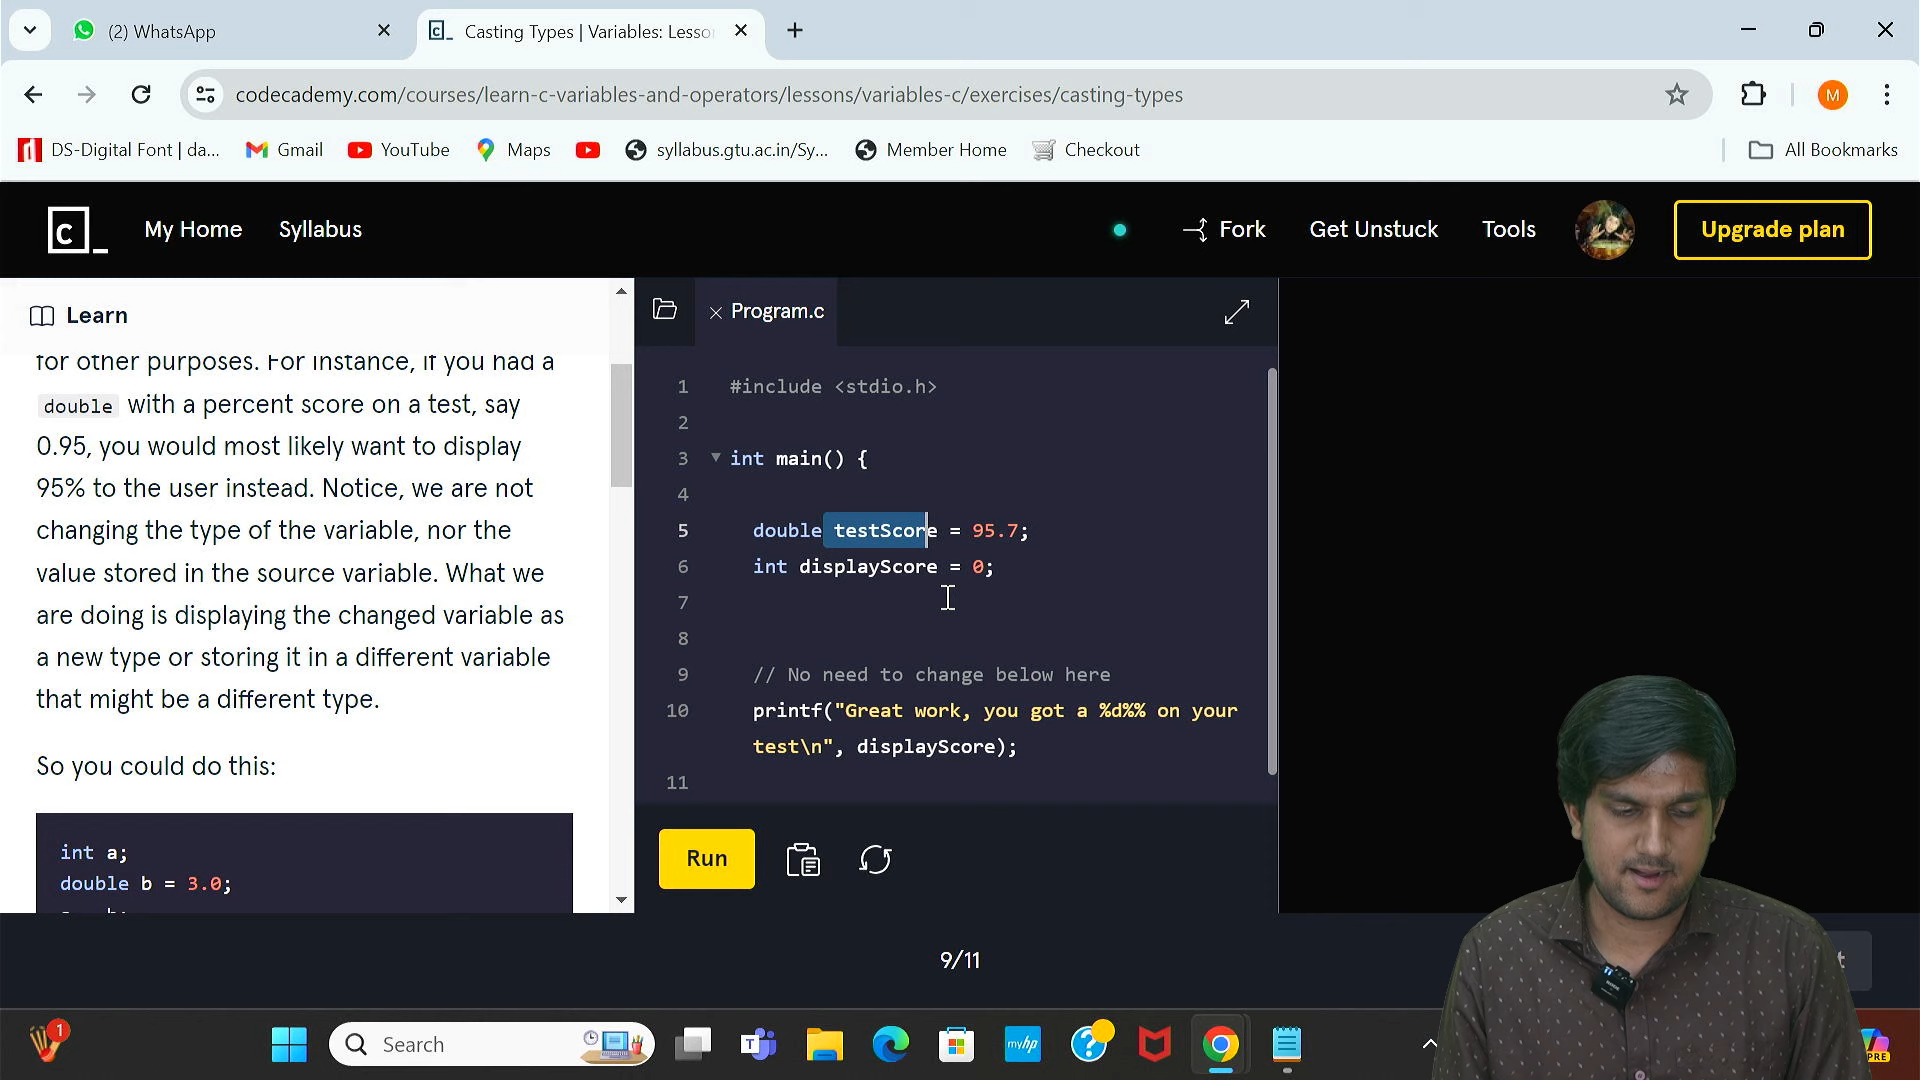 (2) WhatsApp
Casting Types | Variables: Lesso
codecademy.com/courses/learn-c-variables-and-operators/lessons/variables-c/exercises/casting-types
M
DS-Digital Font | da...
Gmail
YouTube
Maps
syllabus.gtu.ac.in/Sy...
Member Home
Checkout
All Bookmarks
My Home
Syllabus
Fork
Get Unstuck
Tools
Upgrade plan
Learn
for other purposes. For instance, if you had a
double with a percent score on a test, say
0.95, you would most likely want to display
95% to the user instead. Notice, we are not
changing the type of the variable, nor the
value stored in the source variable. What we
are doing is displaying the changed variable as
a new type or storing it in a different variable
that might be a different type.
So you could do this:
int a;
double b = 3.0;
Program.c
1 #include <stdio.h>
2
3 int main() {
4
5 double testScore = 95.7;
6 int displayScore = 0;
7
8
9 // No need to change below here
10 printf("Great work, you got a %d%% on your
test\n", displayScore);
11
Run
9/11
1
Search
myhp
PRE